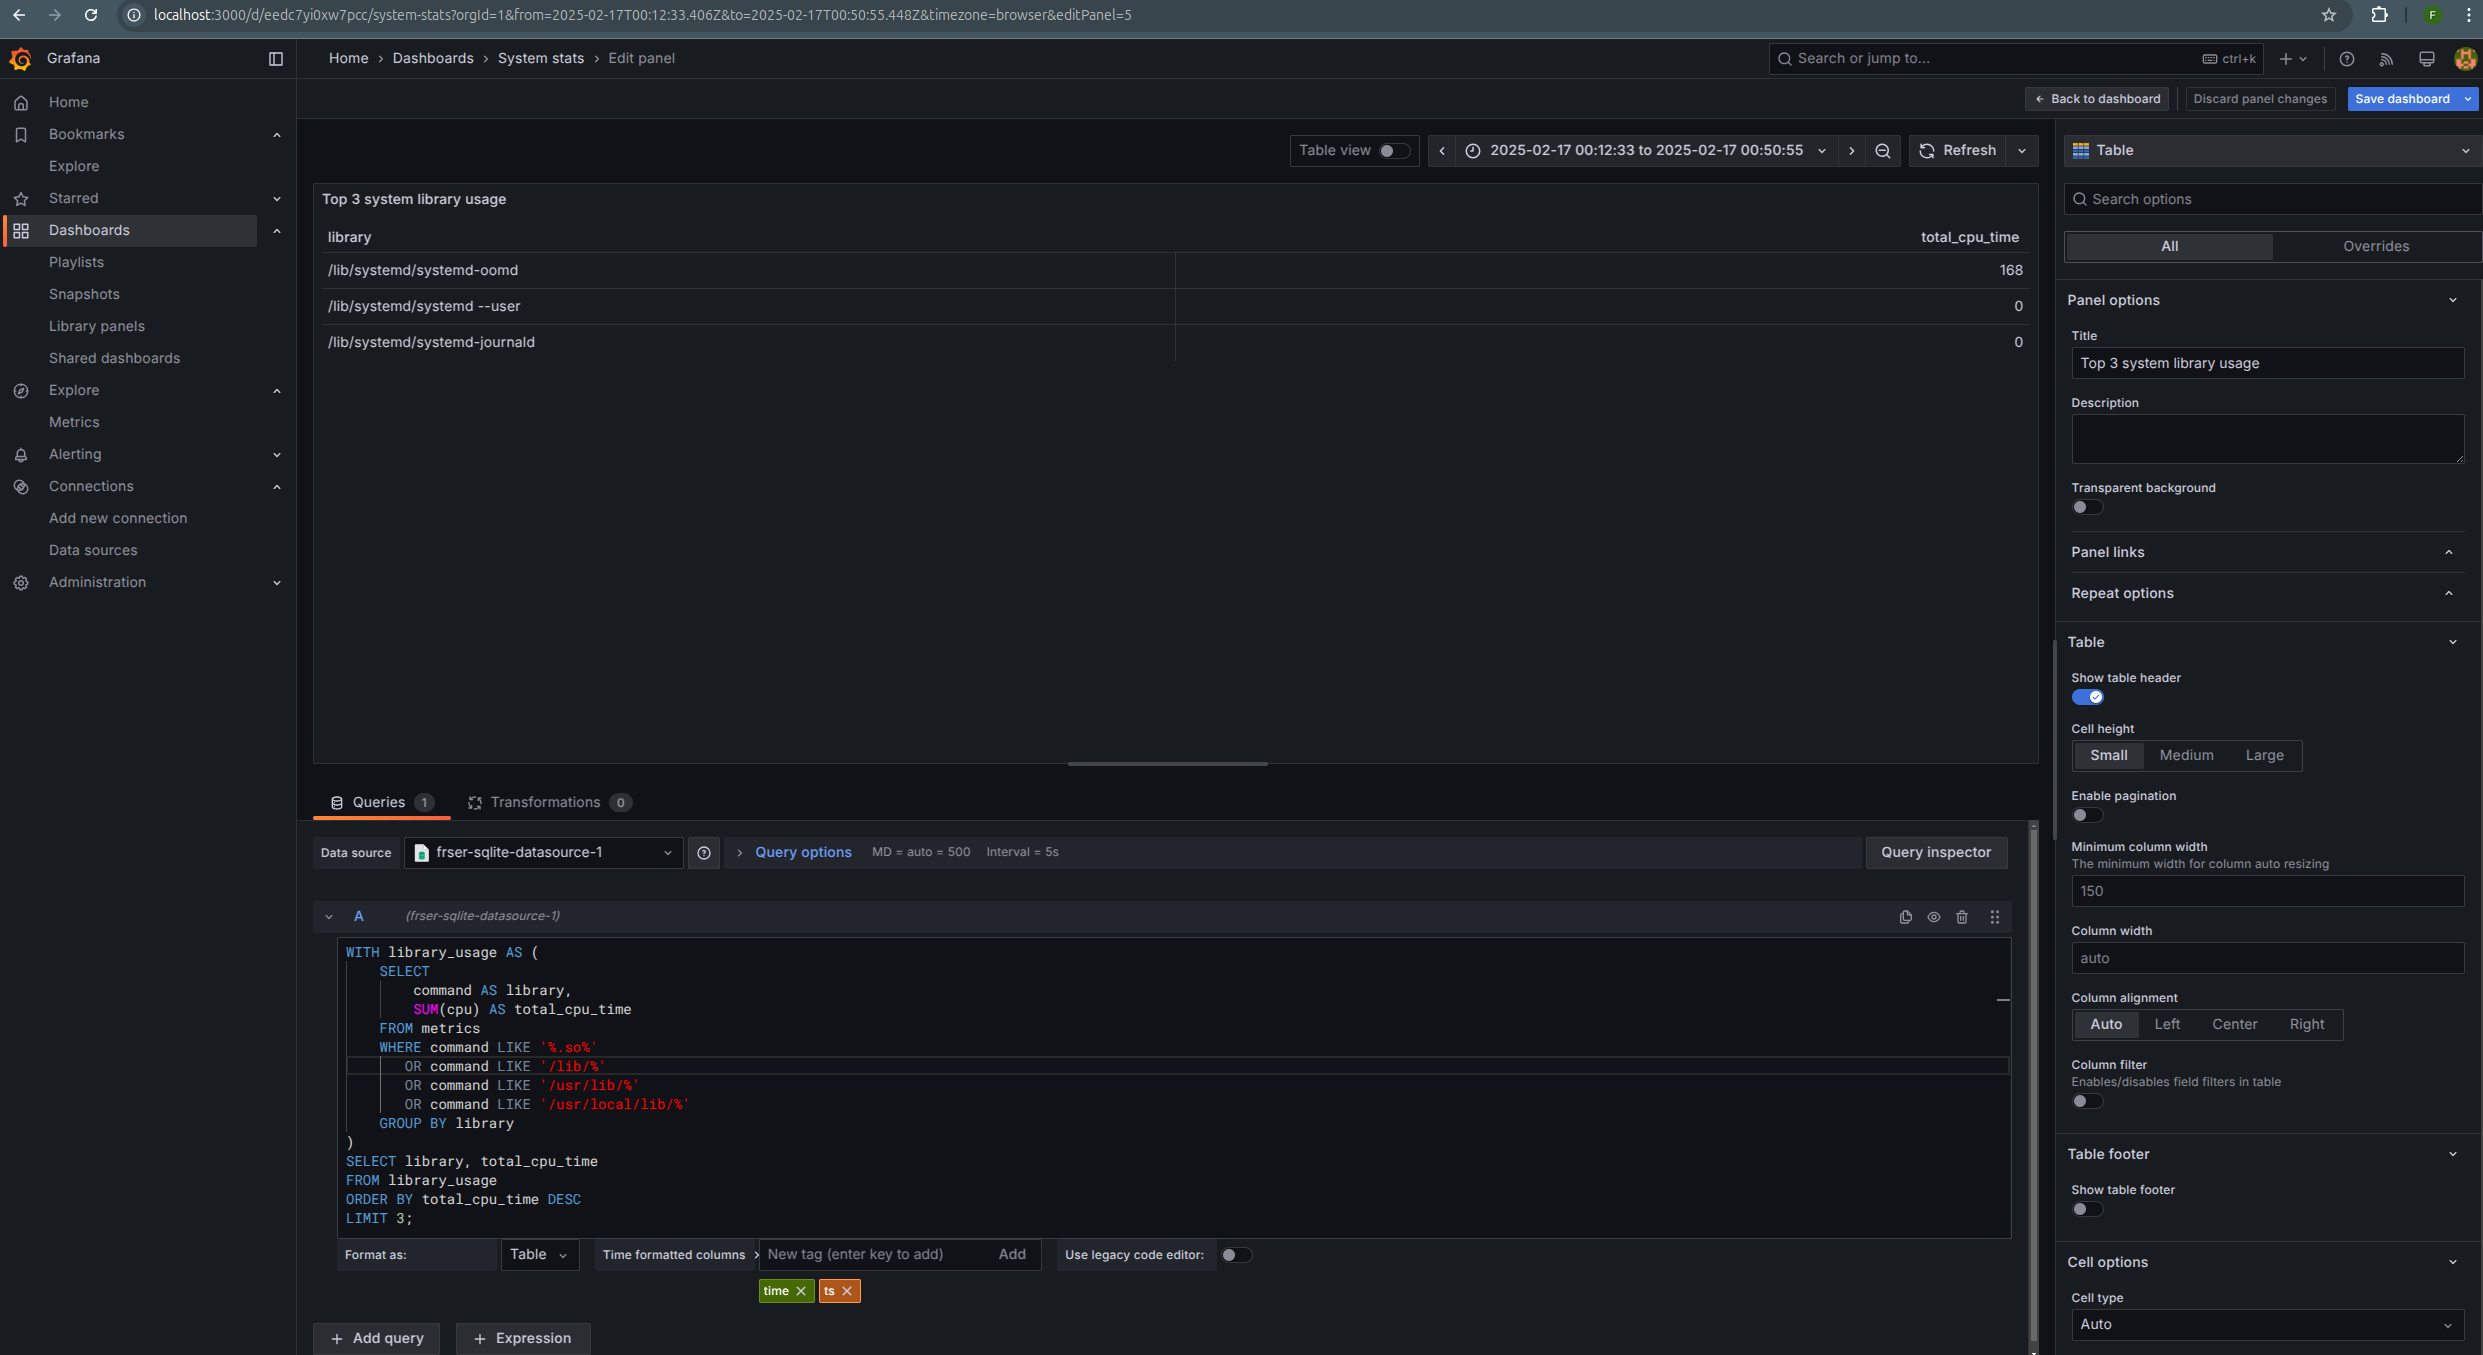 localhost:3000/d/eedc7yi0xw7pcc/system-stats?orgId=1&from=2025-02-17T00:12:33.406Z&to=2025-02-17T00:50:55.448Z&timezone=browser&editPanel=5
F
Grafana
Home › Dashboards › System stats › Edit panel
Search or jump to...
ctrl+k
Back to dashboard
Discard panel changes
Save dashboard
Home
Bookmarks
Explore
Starred
Dashboards
Playlists
Snapshots
Library panels
Shared dashboards
Explore
Metrics
Alerting
Connections
Add new connection
Data sources
Administration
Table view
2025-02-17 00:12:33 to 2025-02-17 00:50:55
Refresh
Top 3 system library usage
library total_cpu_time
/lib/systemd/systemd-oomd 168
/lib/systemd/systemd --user 0
/lib/systemd/systemd-journald 0
Queries 1
Transformations 0
Data source
frser-sqlite-datasource-1
Query options
MD = auto = 500
Interval = 5s
Query inspector
A
(frser-sqlite-datasource-1)
WITH library_usage AS (
SELECT
command AS library,
SUM(cpu) AS total_cpu_time
FROM metrics
WHERE command LIKE '%.so%'
OR command LIKE '/lib/%'
OR command LIKE '/usr/lib/%'
OR command LIKE '/usr/local/lib/%'
GROUP BY library
)
SELECT library, total_cpu_time
FROM library_usage
ORDER BY total_cpu_time DESC
LIMIT 3;
Format as:
Table
Time formatted columns
New tag (enter key to add)
Add
Use legacy code editor:
time
ts
+ Add query
+ Expression
Table
Search options
All
Overrides
Panel options
Title
Top 3 system library usage
Description
Transparent background
Panel links
Repeat options
Table
Show table header
Cell height
Small Medium Large
Enable pagination
Minimum column width
The minimum width for column auto resizing
150
Column width
auto
Column alignment
Auto Left Center Right
Column filter
Enables/disables field filters in table
Table footer
Show table footer
Cell options
Cell type
Auto